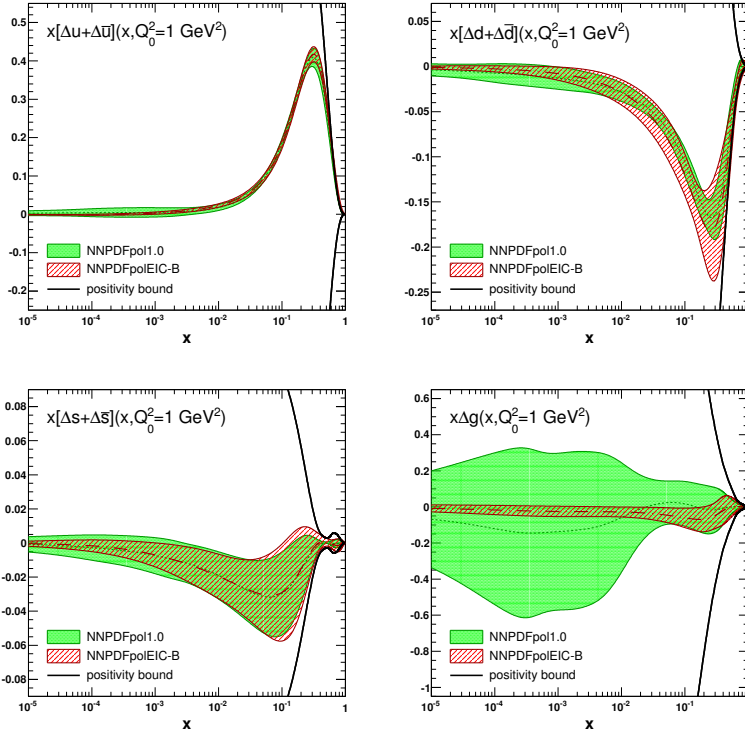 x[Δu+Δū](x,Q₀²=1 GeV²)
0.5
0.4
0.3
0.2
0.1
0
-0.1
-0.2
NNPDFpol1.0
NNPDFpolEIC-B
positivity bound
10⁻⁵ 10⁻⁴ 10⁻³ 10⁻² 10⁻¹ 1
x
x[Δd+Δd̄](x,Q₀²=1 GeV²)
0.05
0
-0.05
-0.1
-0.15
-0.2
-0.25
NNPDFpol1.0
NNPDFpolEIC-B
positivity bound
10⁻⁵ 10⁻⁴ 10⁻³ 10⁻² 10⁻¹
x
x[Δs+Δs̄](x,Q₀²=1 GeV²)
0.08
0.06
0.04
0.02
0
-0.02
-0.04
-0.06
-0.08
NNPDFpol1.0
NNPDFpolEIC-B
positivity bound
10⁻⁵ 10⁻⁴ 10⁻³ 10⁻² 10⁻¹ 1
x
xΔg(x,Q₀²=1 GeV²)
0.6
0.4
0.2
0
-0.2
-0.4
-0.6
-0.8
-1
NNPDFpol1.0
NNPDFpolEIC-B
positivity bound
10⁻⁵ 10⁻⁴ 10⁻³ 10⁻² 10⁻¹
x